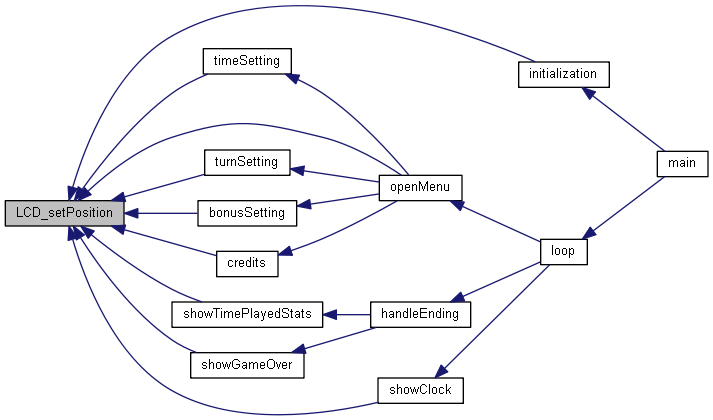 timeSetting
initialization
turnSetting
main
openMenu
LCD_setPosition
bonusSetting
loop
credits
showTimePlayedStats
handleEnding
showGameOver
showClock